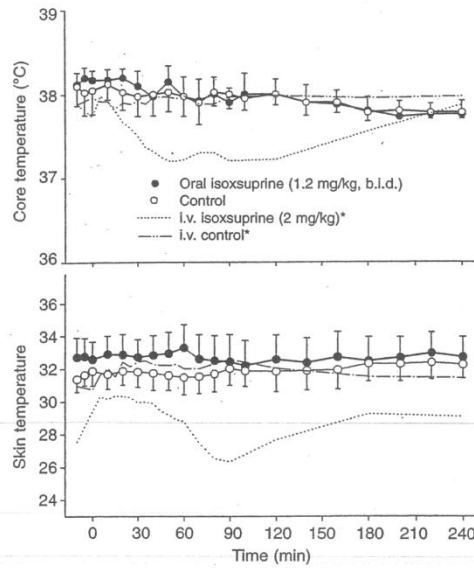 39
38
37
36
Core temperature (°C)
Oral isoxsuprine (1.2 mg/kg, b.i.d.)
Control
i.v. isoxsuprine (2 mg/kg)*
i.v. control*
36
34
32
30
28
26
24
Skin temperature
0 30 60 90 120 150 180 210 240
Time (min)